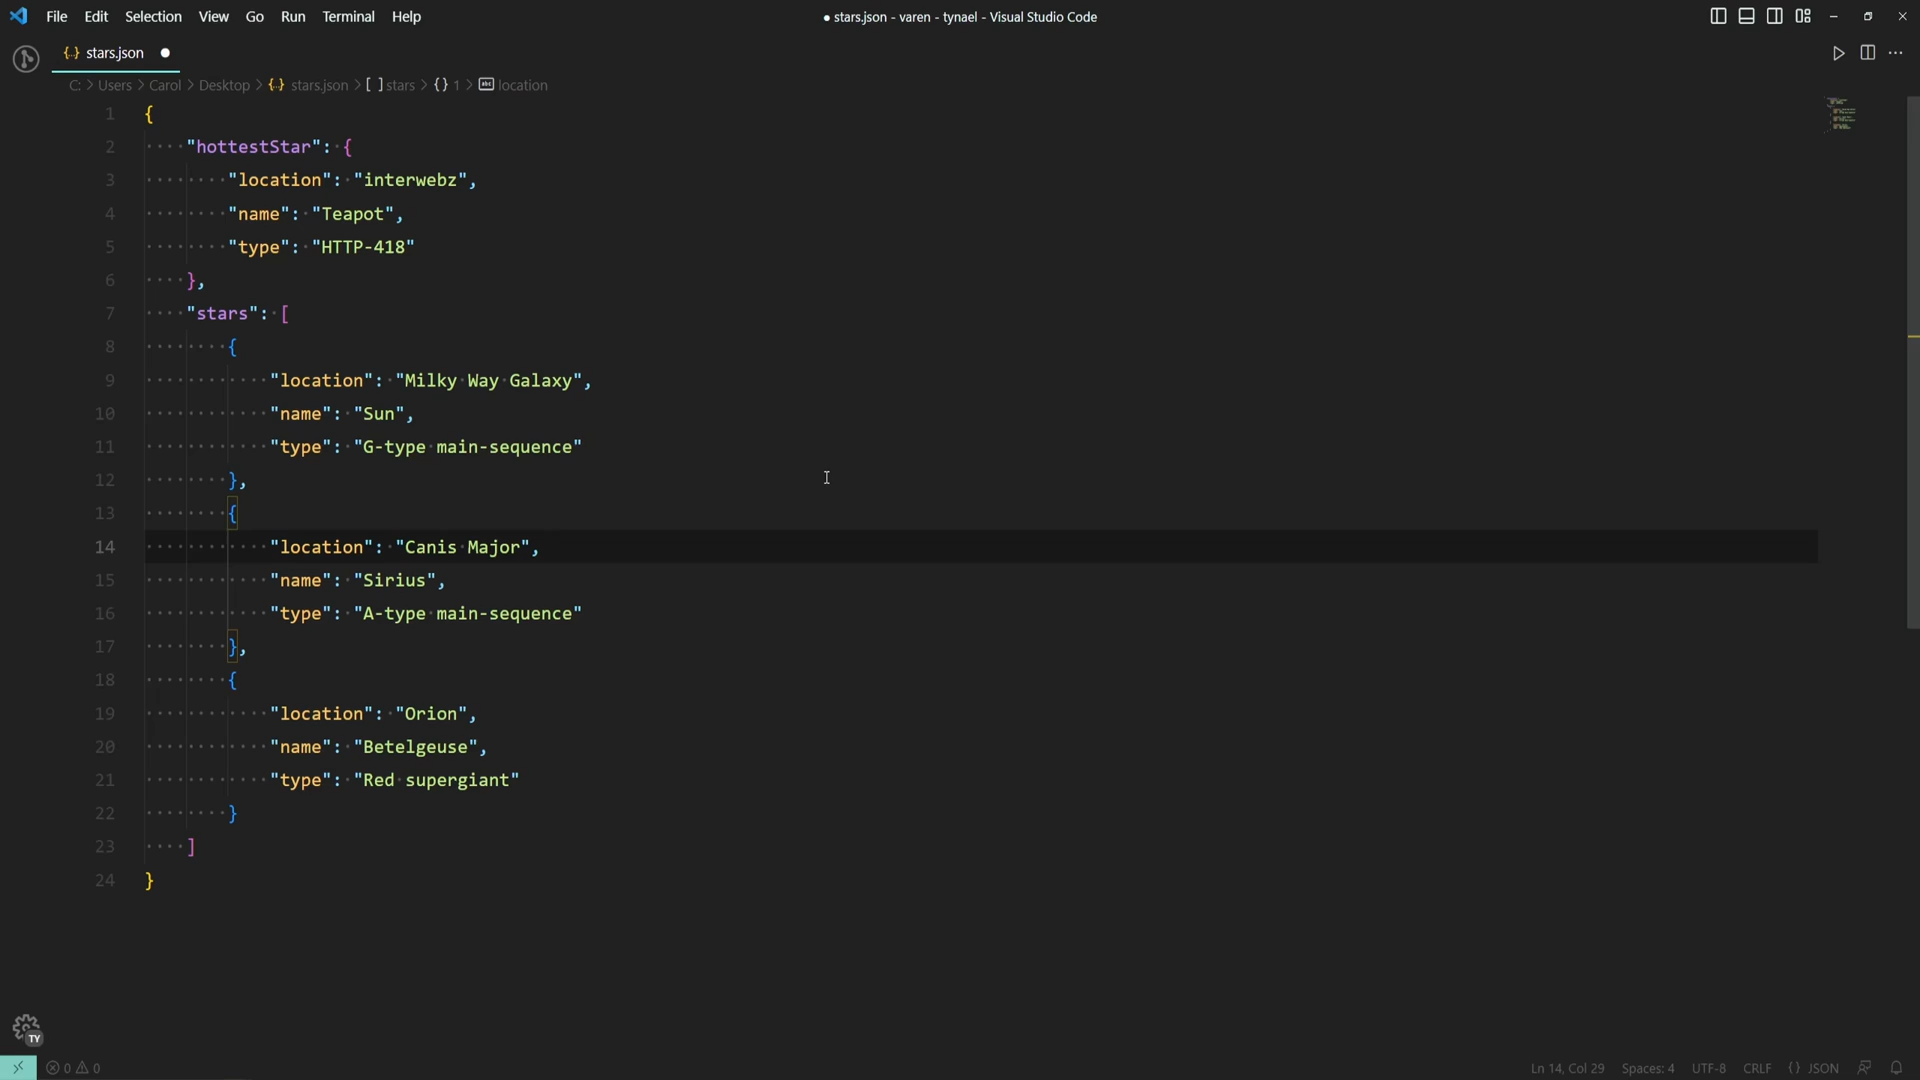 File Edit Selection View Go Run Terminal Help
● stars.json - varen - tynael - Visual Studio Code
{..} stars.json ●
C: > Users > Carol > Desktop > {..} stars.json > [ ] stars > {} 1 > abc location
1 {
2 ····"hottestStar":·{
3 ········"location":·"interwebz",
4 ········"name":·"Teapot",
5 ········"type":·"HTTP-418"
6 ····},
7 ····"stars":·[
8 ········{
9 ············"location":·"Milky·Way·Galaxy",
10 ············"name":·"Sun",
11 ············"type":·"G-type·main-sequence"
12 ········},
13 ········{
14 ············"location":·"Canis·Major",
15 ············"name":·"Sirius",
16 ············"type":·"A-type·main-sequence"
17 ········},
18 ········{
19 ············"location":·"Orion",
20 ············"name":·"Betelgeuse",
21 ············"type":·"Red·supergiant"
22 ········}
23 ····]
24 }
TY
0 0 Ln 14, Col 29 Spaces: 4 UTF-8 CRLF {} JSON